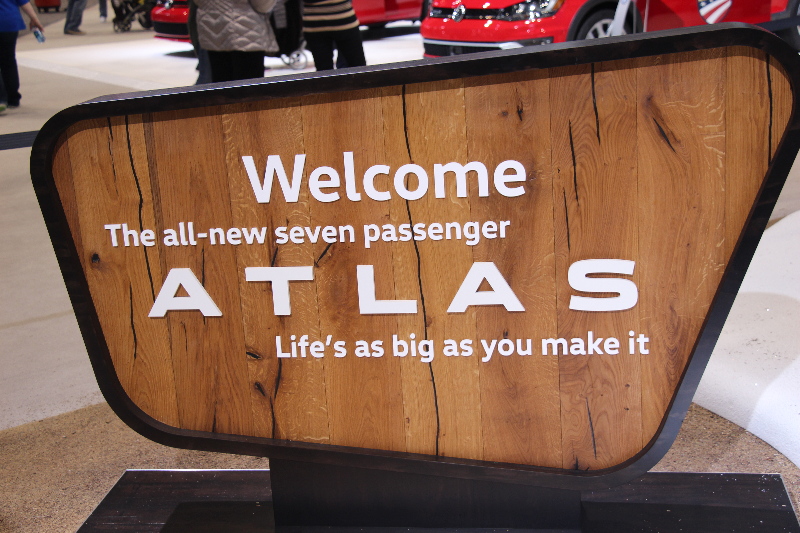 Welcome
The all-new seven passenger
ATLAS
Life's as big as you make it